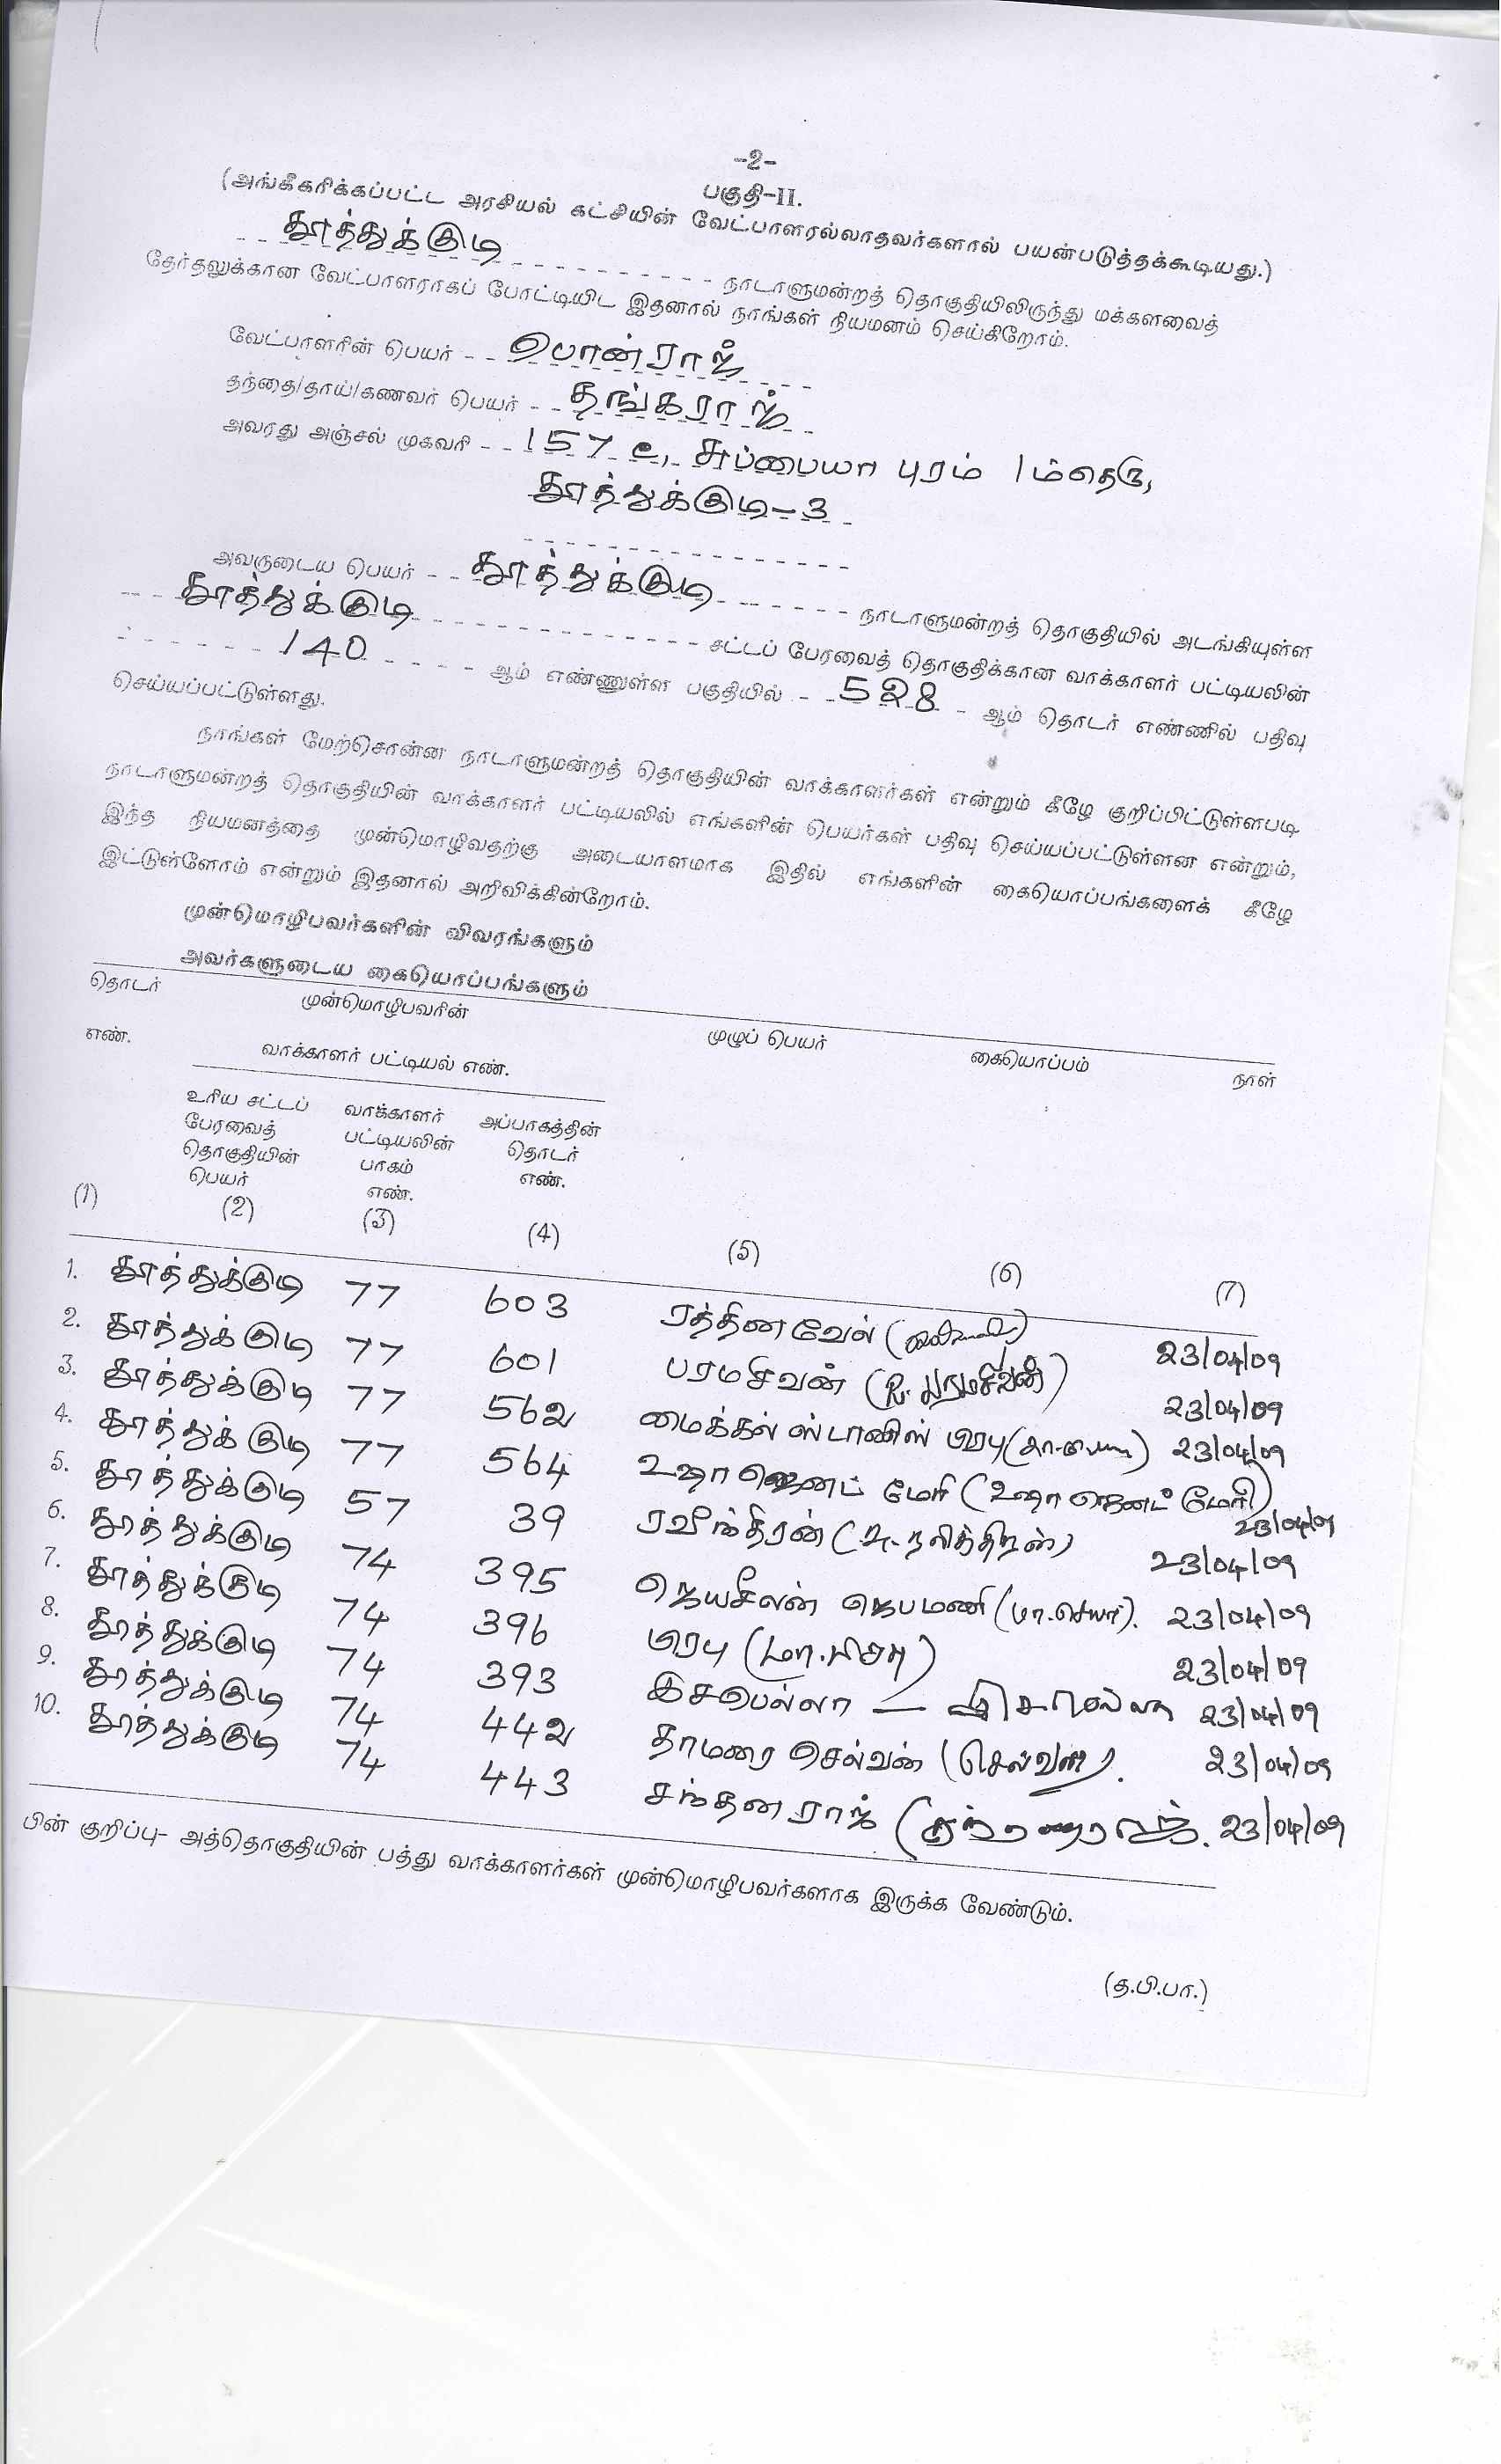 -2-
பகுதி-II.
(அங்கீகரிக்கப்பட்ட அரசியல் கட்சியின் வேட்பாளரல்லாதவர்களால் பயன்படுத்தக்கூடியது.)
தூத்துக்குடி நாடாளுமன்றத் தொகுதியிலிருந்து மக்களவைத்
தேர்தலுக்கான வேட்பாளராகப் போட்டியிட இதனால் நாங்கள் நியமனம் செய்கிறோம்.
வேட்பாளரின் பெயர் - - பொன்ராஜ்
தந்தை/தாய்/கணவர் பெயர் - - தங்கராஜ்
அவரது அஞ்சல் முகவரி - - 157 e, சுப்பையா புரம் 1ம்தெரு,
தூத்துக்குடி-3
அவருடைய பெயர் - - தூத்துக்குடி நாடாளுமன்றத் தொகுதியில் அடங்கியுள்ள
தூத்துக்குடி சட்டப் பேரவைத் தொகுதிக்கான வாக்காளர் பட்டியலின்
140 ஆம் எண்ணுள்ள பகுதியில் - 528 - ஆம் தொடர் எண்ணில் பதிவு
செய்யப்பட்டுள்ளது.
நாங்கள் மேற்சொன்ன நாடாளுமன்றத் தொகுதியின் வாக்காளர்கள் என்றும் கீழே குறிப்பிட்டுள்ளபடி
நாடாளுமன்றத் தொகுதியின் வாக்காளர் பட்டியலில் எங்களின் பெயர்கள் பதிவு செய்யப்பட்டுள்ளன என்றும்,
இந்த நியமனத்தை முன்மொழிவதற்கு அடையாளமாக இதில் எங்களின் கையொப்பங்களைக் கீழே
இட்டுள்ளோம் என்றும் இதனால் அறிவிக்கின்றோம்.
முன்மொழிபவர்களின் விவரங்களும்
அவர்களுடைய கையொப்பங்களும்
தொடர் முன்மொழிபவரின் முழுப் பெயர் கையொப்பம் நாள்
எண். வாக்காளர் பட்டியல் எண்.
உரிய சட்டப் வாக்காளர் அப்பாகத்தின்
பேரவைத் பட்டியலின் தொடர்
தொகுதியின் பாகம் எண்.
பெயர் எண்.
(1) (2) (3) (4) (5) (6) (7)
1. தூத்துக்குடி 77 603 ரத்தினவேல் 23/04/09
2. தூத்துக்குடி 77 601 பரமசிவன் (R. பரமசிவன்) 23/04/09
3. தூத்துக்குடி 77 562 மைக்கள் ஸ்டானிஸ் பிரபு 23/04/09
4. தூத்துக்குடி 77 564 உஷா ஜெனட் மேரி (உஷா ஜெனட் மேரி) 23/04/09
5. தூத்துக்குடி 57 39 ரவீந்திரன் 23/04/09
6. தூத்துக்குடி 74 395 ஜெயசீலன் ஜெபமணி 23/04/09
7. தூத்துக்குடி 74 396 பிரபு 23/04/09
8. தூத்துக்குடி 74 393 இசபெல்லா 23/04/09
9. தூத்துக்குடி 74 442 தாமரை செல்வன் 23/04/09
10. தூத்துக்குடி 74 443 சந்தன ராஜ் 23/04/09
பின் குறிப்பு- அத்தொகுதியின் பத்து வாக்காளர்கள் முன்மொழிபவர்களாக இருக்க வேண்டும்.
(த.பி.பா.)